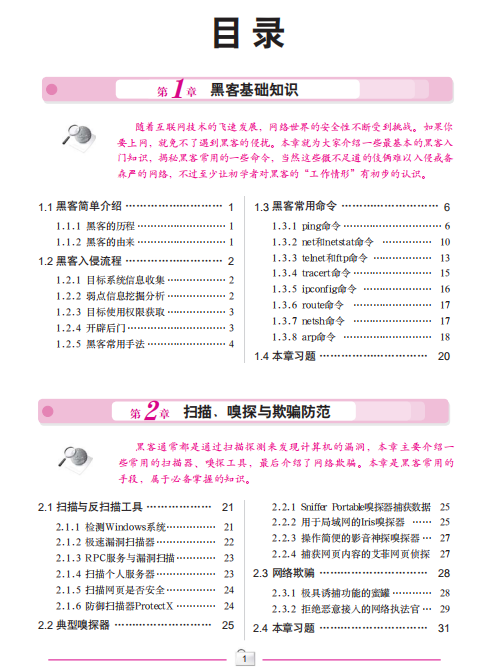 目录
第1章 黑客基础知识
随着互联网技术的飞速发展,网络世界的安全性不断受到挑战。如果你
要上网,就免不了遇到黑客的侵扰。本章就为大家介绍一些最基本的黑客入
门知识,揭秘黑客常用的一些命令,当然这些微不足道的伎俩难以入侵戒备
森严的网络,不过至少让初学者对黑客的“工作情形”有初步的认识。
1.1 黑客简单介绍 ………………………… 1
1.1.1 黑客的历程 ……………………… 1
1.1.2 黑客的由来 ……………………… 1
1.2 黑客入侵流程 ………………………… 2
1.2.1 目标系统信息收集 ……………… 2
1.2.2 弱点信息挖掘分析 ……………… 2
1.2.3 目标使用权限获取 ……………… 3
1.2.4 开辟后门 ………………………… 3
1.2.5 黑客常用手法 …………………… 4
1.3 黑客常用命令 ………………………… 6
1.3.1 ping命令 ………………………… 6
1.3.2 net和netstat命令 …………… 10
1.3.3 telnet和ftp命令 …………… 13
1.3.4 tracert命令 …………………… 15
1.3.5 ipconfig命令 ………………… 16
1.3.6 route命令 …………………… 17
1.3.7 netsh命令 …………………… 17
1.3.8 arp命令 ……………………… 18
1.4 本章习题 ………………………… 20
第2章 扫描、嗅探与欺骗防范
黑客通常都是通过扫描探测来发现计算机的漏洞,本章主要介绍一
些常用的扫描器、嗅探工具,最后介绍了网络欺骗。本章是黑客常用的
手段,属于必备掌握的知识。
2.1 扫描与反扫描工具 ………………… 21
2.1.1 检测Windows系统…………… 21
2.1.2 极速漏洞扫描器 ……………… 22
2.1.3 RPC服务与漏洞扫描 ………… 23
2.1.4 扫描个人服务器 ……………… 23
2.1.5 扫描网页是否安全 …………… 24
2.1.6 防御扫描器ProtectX ………… 24
2.2 典型嗅探器 ………………………… 25
2.2.1 Sniffer Portable嗅探器捕获数据 25
2.2.2 用于局域网的Iris嗅探器 …… 25
2.2.3 操作简便的影音神探嗅探器 … 27
2.2.4 捕获网页内容的艾菲网页侦探 27
2.3 网络欺骗 …………………………… 28
2.3.1 极具诱捕功能的蜜罐 ………… 28
2.3.2 拒绝恶意接入的网络执法官 … 29
2.4 本章习题 …………………………… 31
1